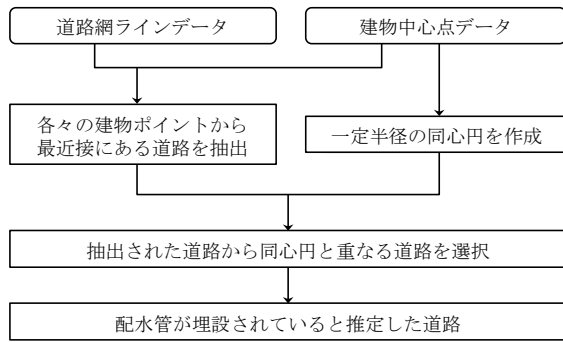 道路網ラインデータ
建物中心点データ
各々の建物ポイントから
最近接にある道路を抽出
一定半径の同心円を作成
抽出された道路から同心円と重なる道路を選択
配水管が埋設されていると推定した道路